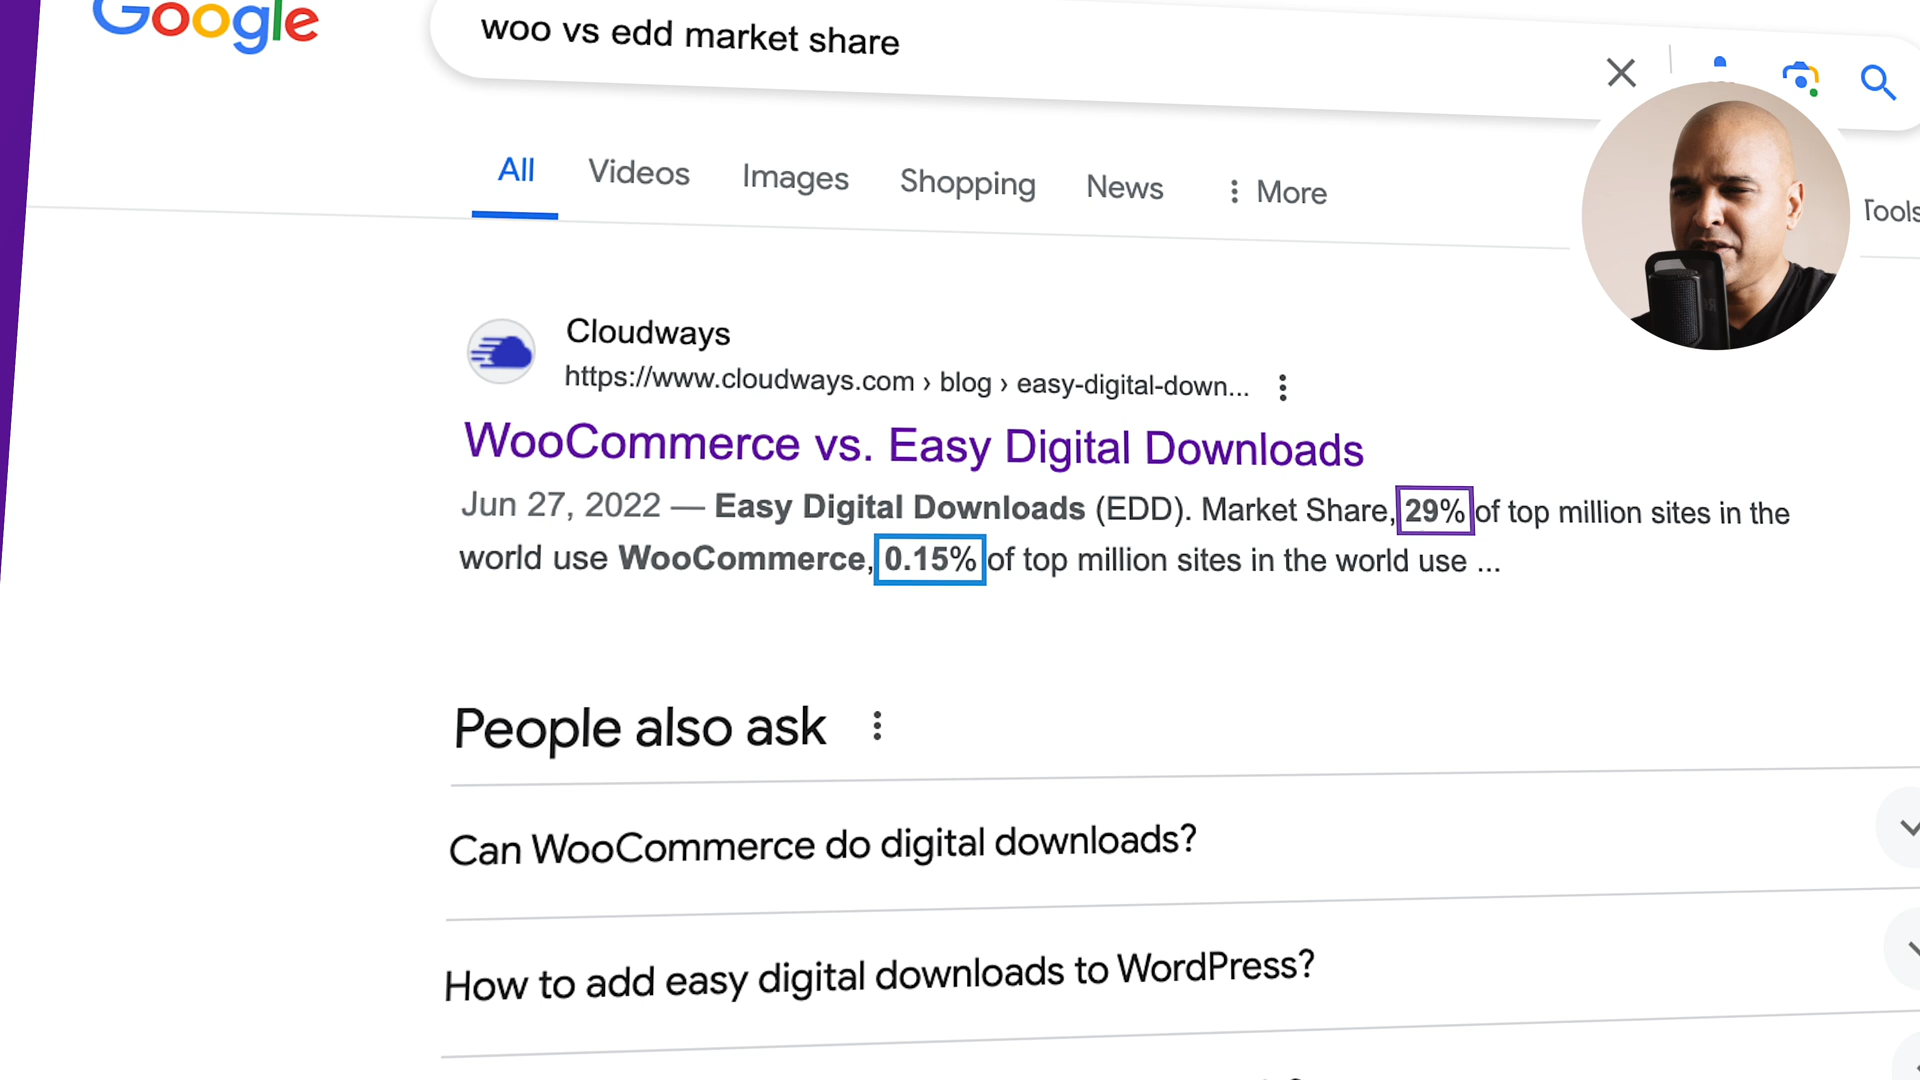 Google
woo vs edd market share
All Videos Images Shopping News More Tools
Cloudways
https://www.cloudways.com › blog › easy-digital-down...
WooCommerce vs. Easy Digital Downloads
Jun 27, 2022 — Easy Digital Downloads (EDD). Market Share, 29% of top million sites in the
world use WooCommerce, 0.15% of top million sites in the world use ...
People also ask
Can WooCommerce do digital downloads?
How to add easy digital downloads to WordPress?